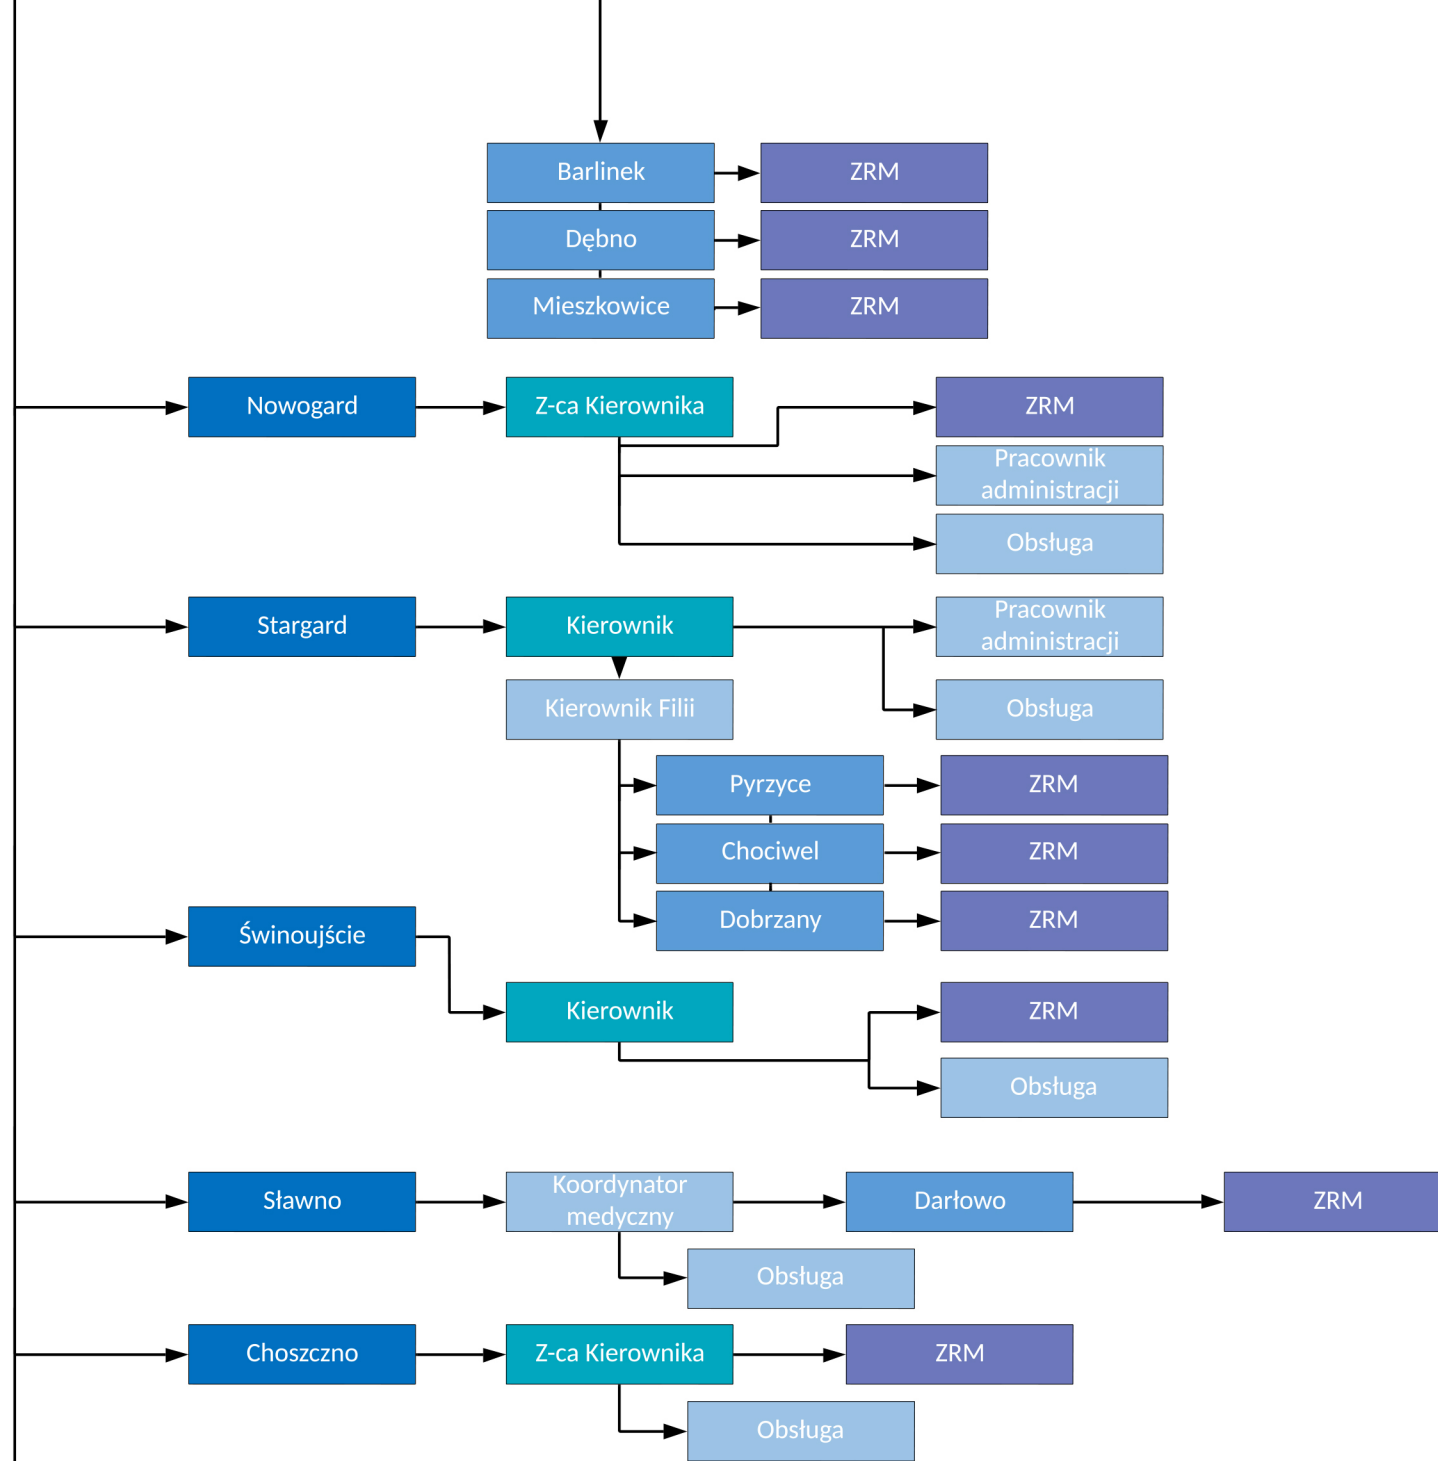 Barlinek
ZRM
Dębno
ZRM
Mieszkowice
ZRM
Nowogard
Z-ca Kierownika
ZRM
Pracownik
administracji
Obsługa
Stargard
Kierownik
Pracownik
administracji
Kierownik Filii
Obsługa
Pyrzyce
ZRM
Chociwel
ZRM
Dobrzany
ZRM
Świnoujście
Kierownik
ZRM
Obsługa
Sławno
Koordynator
medyczny
Darłowo
ZRM
Obsługa
Choszczno
Z-ca Kierownika
ZRM
Obsługa